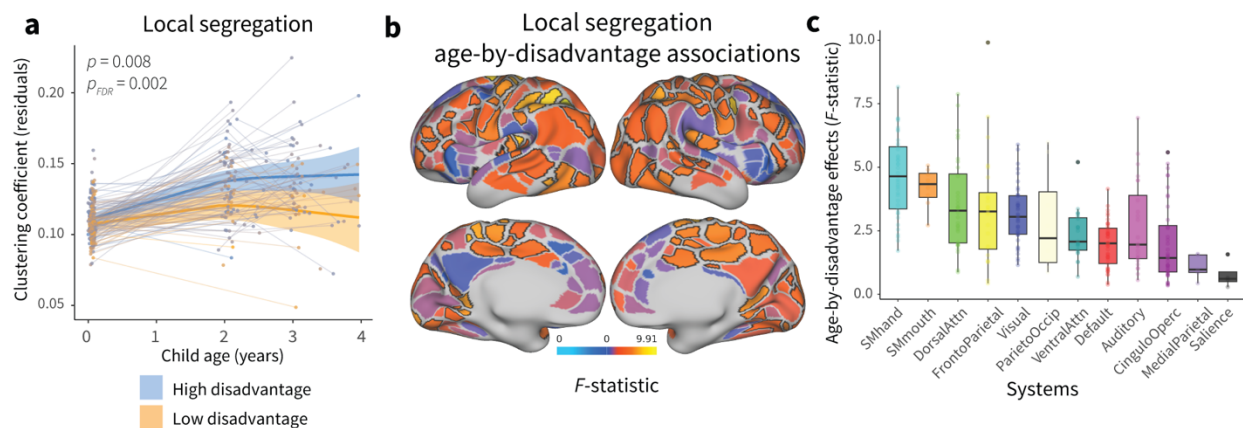 a
Local segregation
p = 0.008
pFDR = 0.002
Clustering coefficient (residuals)
0.20
0.15
0.10
0.05
0
1
2
3
4
Child age (years)
High disadvantage
Low disadvantage
b
Local segregation
age-by-disadvantage associations
0
0
9.91
F-statistic
c
Age-by-disadvantage effects (F-statistic)
10.0
7.5
5.0
2.5
0.0
SMhand
SMmouth
DorsalAttn
FrontoParietal
Visual
ParietoOccip
VentralAttn
Default
Auditory
CinguloOperc
MedialParietal
Salience
Systems